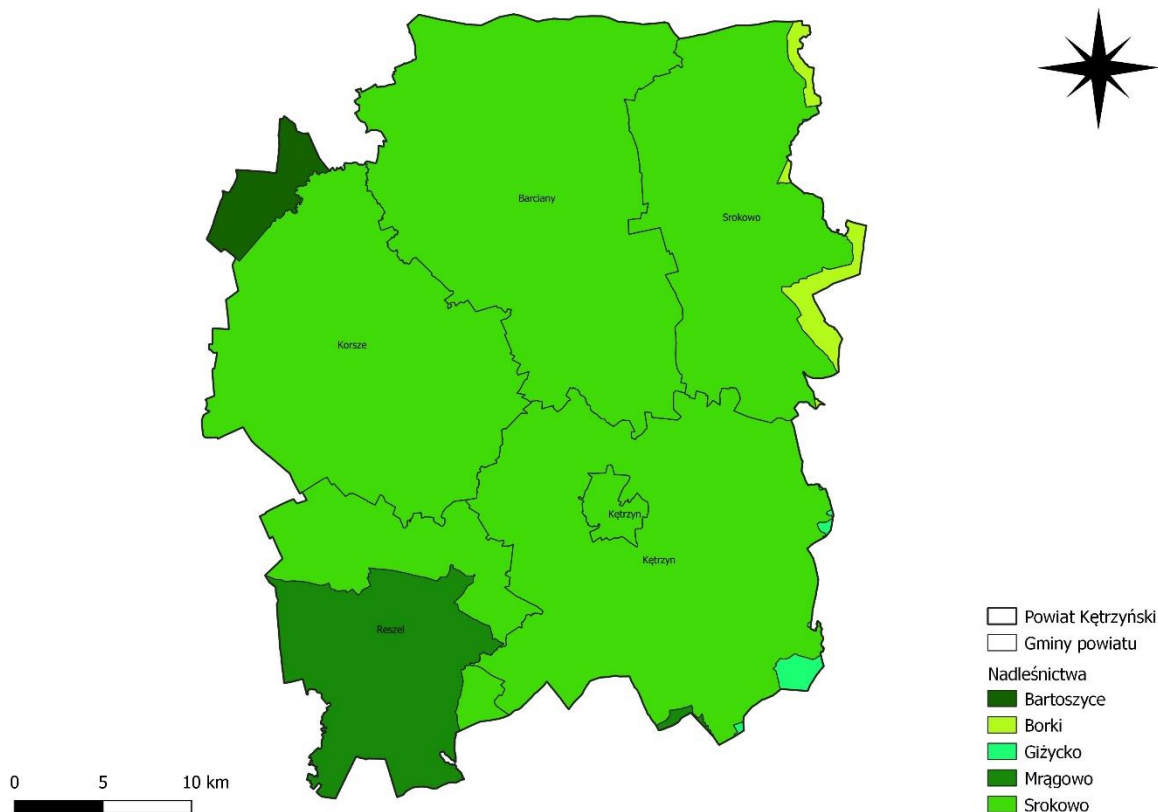 Barciany
Srokowo
Korsze
Kętrzyn
Kętrzyn
Reszel
Powiat Kętrzyński
Gminy powiatu
Nadleśnictwa
Bartoszyce
Borki
Giżycko
Mrągowo
Srokowo
0 5 10 km